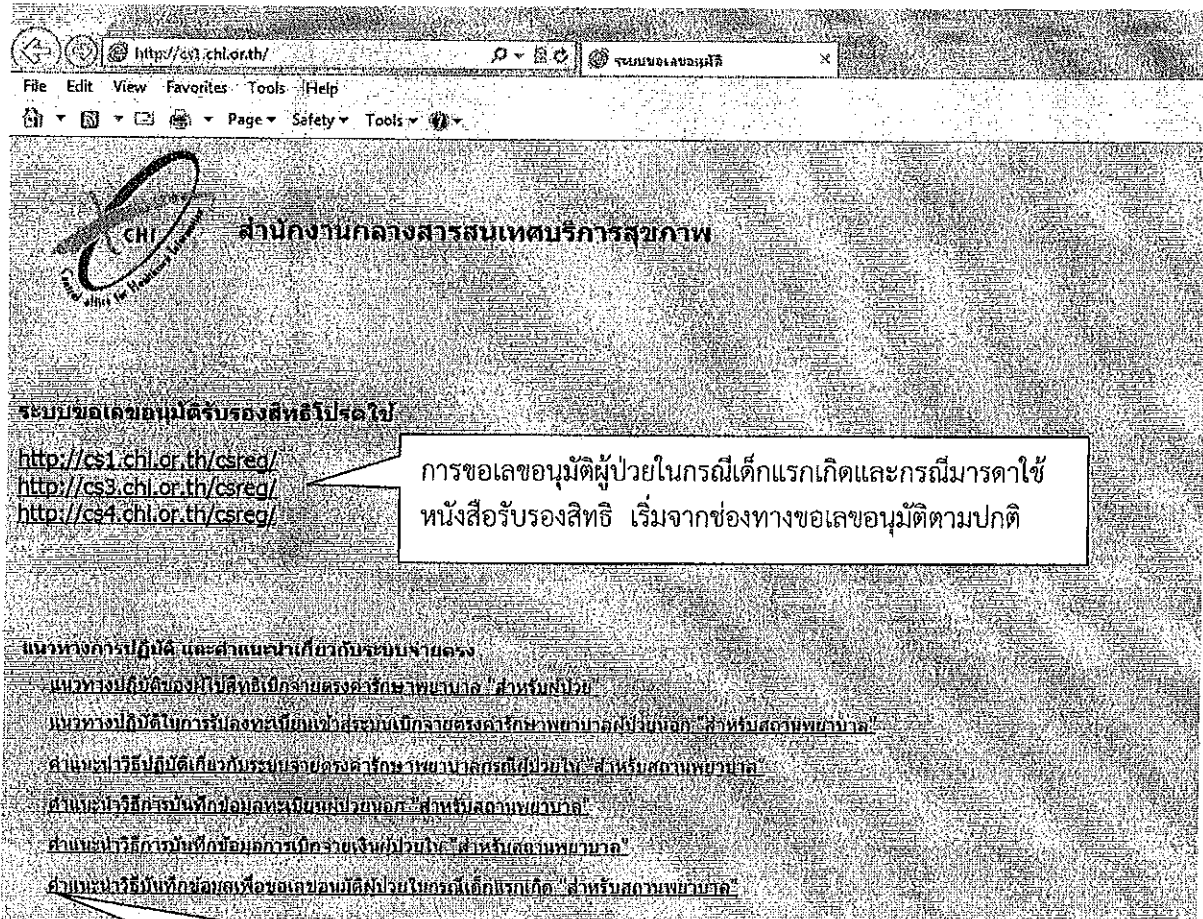 http://cs1.chi.or.th/
ระบบขอเลขอนุมัติ
File Edit View Favorites Tools Help
Page Safety Tools
CHI
Central office for Healthcare Information
สำนักงานกลางสารสนเทศบริการสุขภาพ
ระบบขอเลขอนุมัติรับรองสิทธิโปรดใช้
http://cs1.chi.or.th/csreg/
http://cs3.chi.or.th/csreg/
http://cs4.chi.or.th/csreg/
การขอเลขอนุมัติผู้ป่วยในกรณีเด็กแรกเกิดและกรณีมารดาใช้
หนังสือรับรองสิทธิ เริ่มจากช่องทางขอเลขอนุมัติตามปกติ
แนวทางการปฏิบัติ และคำแนะนำเกี่ยวกับระบบจ่ายตรง
แนวทางปฏิบัติของผู้ใช้สิทธิเบิกจ่ายตรงค่ารักษาพยาบาล "สำหรับผู้ป่วย"
แนวทางปฏิบัติในการรับลงทะเบียนเข้าสู่ระบบเบิกจ่ายตรงค่ารักษาพยาบาลผู้ป่วยนอก "สำหรับสถานพยาบาล"
คำแนะนำวิธีปฏิบัติเกี่ยวกับระบบจ่ายตรงค่ารักษาพยาบาลกรณีผู้ป่วยใน "สำหรับสถานพยาบาล"
คำแนะนำวิธีการบันทึกข้อมูลทะเบียนผู้ป่วยนอก "สำหรับสถานพยาบาล"
คำแนะนำวิธีการบันทึกข้อมูลการเบิกจ่ายเงินผู้ป่วยใน "สำหรับสถานพยาบาล"
คำแนะนำวิธีบันทึกข้อมูลเพื่อขอเลขอนุมัติผู้ป่วยในกรณีเด็กแรกเกิด "สำหรับสถานพยาบาล"